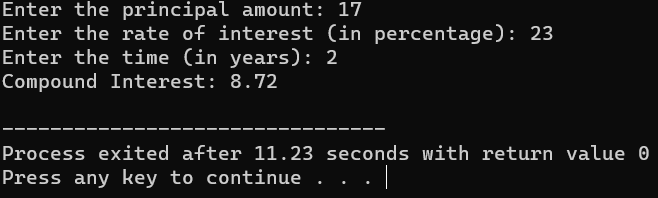 Enter the principal amount: 17
Enter the rate of interest (in percentage): 23
Enter the time (in years): 2
Compound Interest: 8.72
--------------------------------
Process exited after 11.23 seconds with return value 0
Press any key to continue . . .